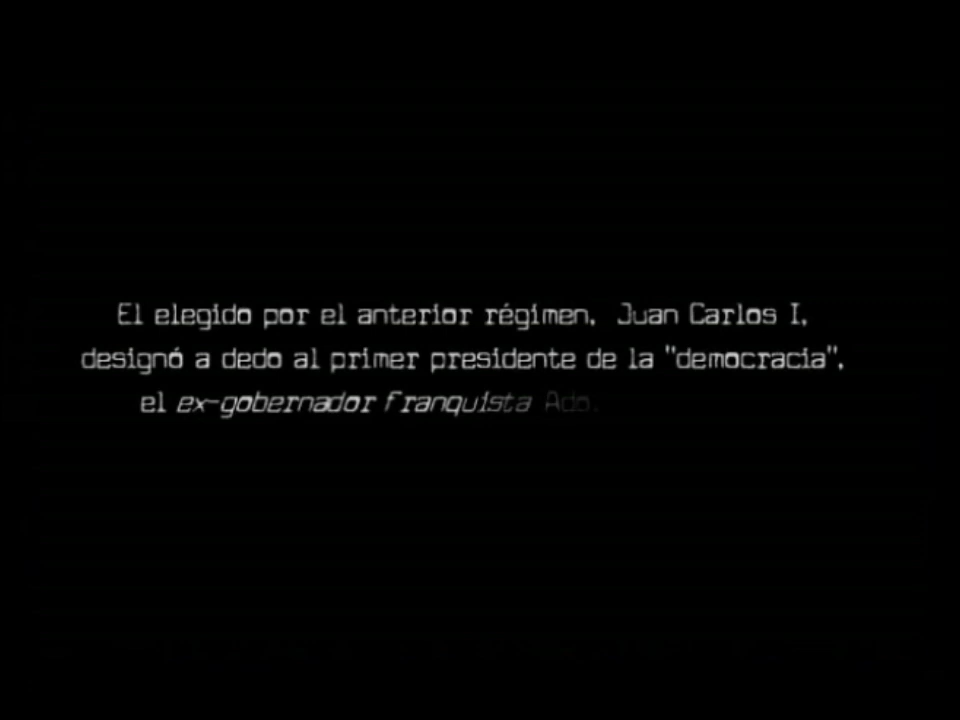 El elegido por el anterior régimen, Juan Carlos I,
designó a dedo al primer presidente de la "democracia",
el ex-gobernador franquista